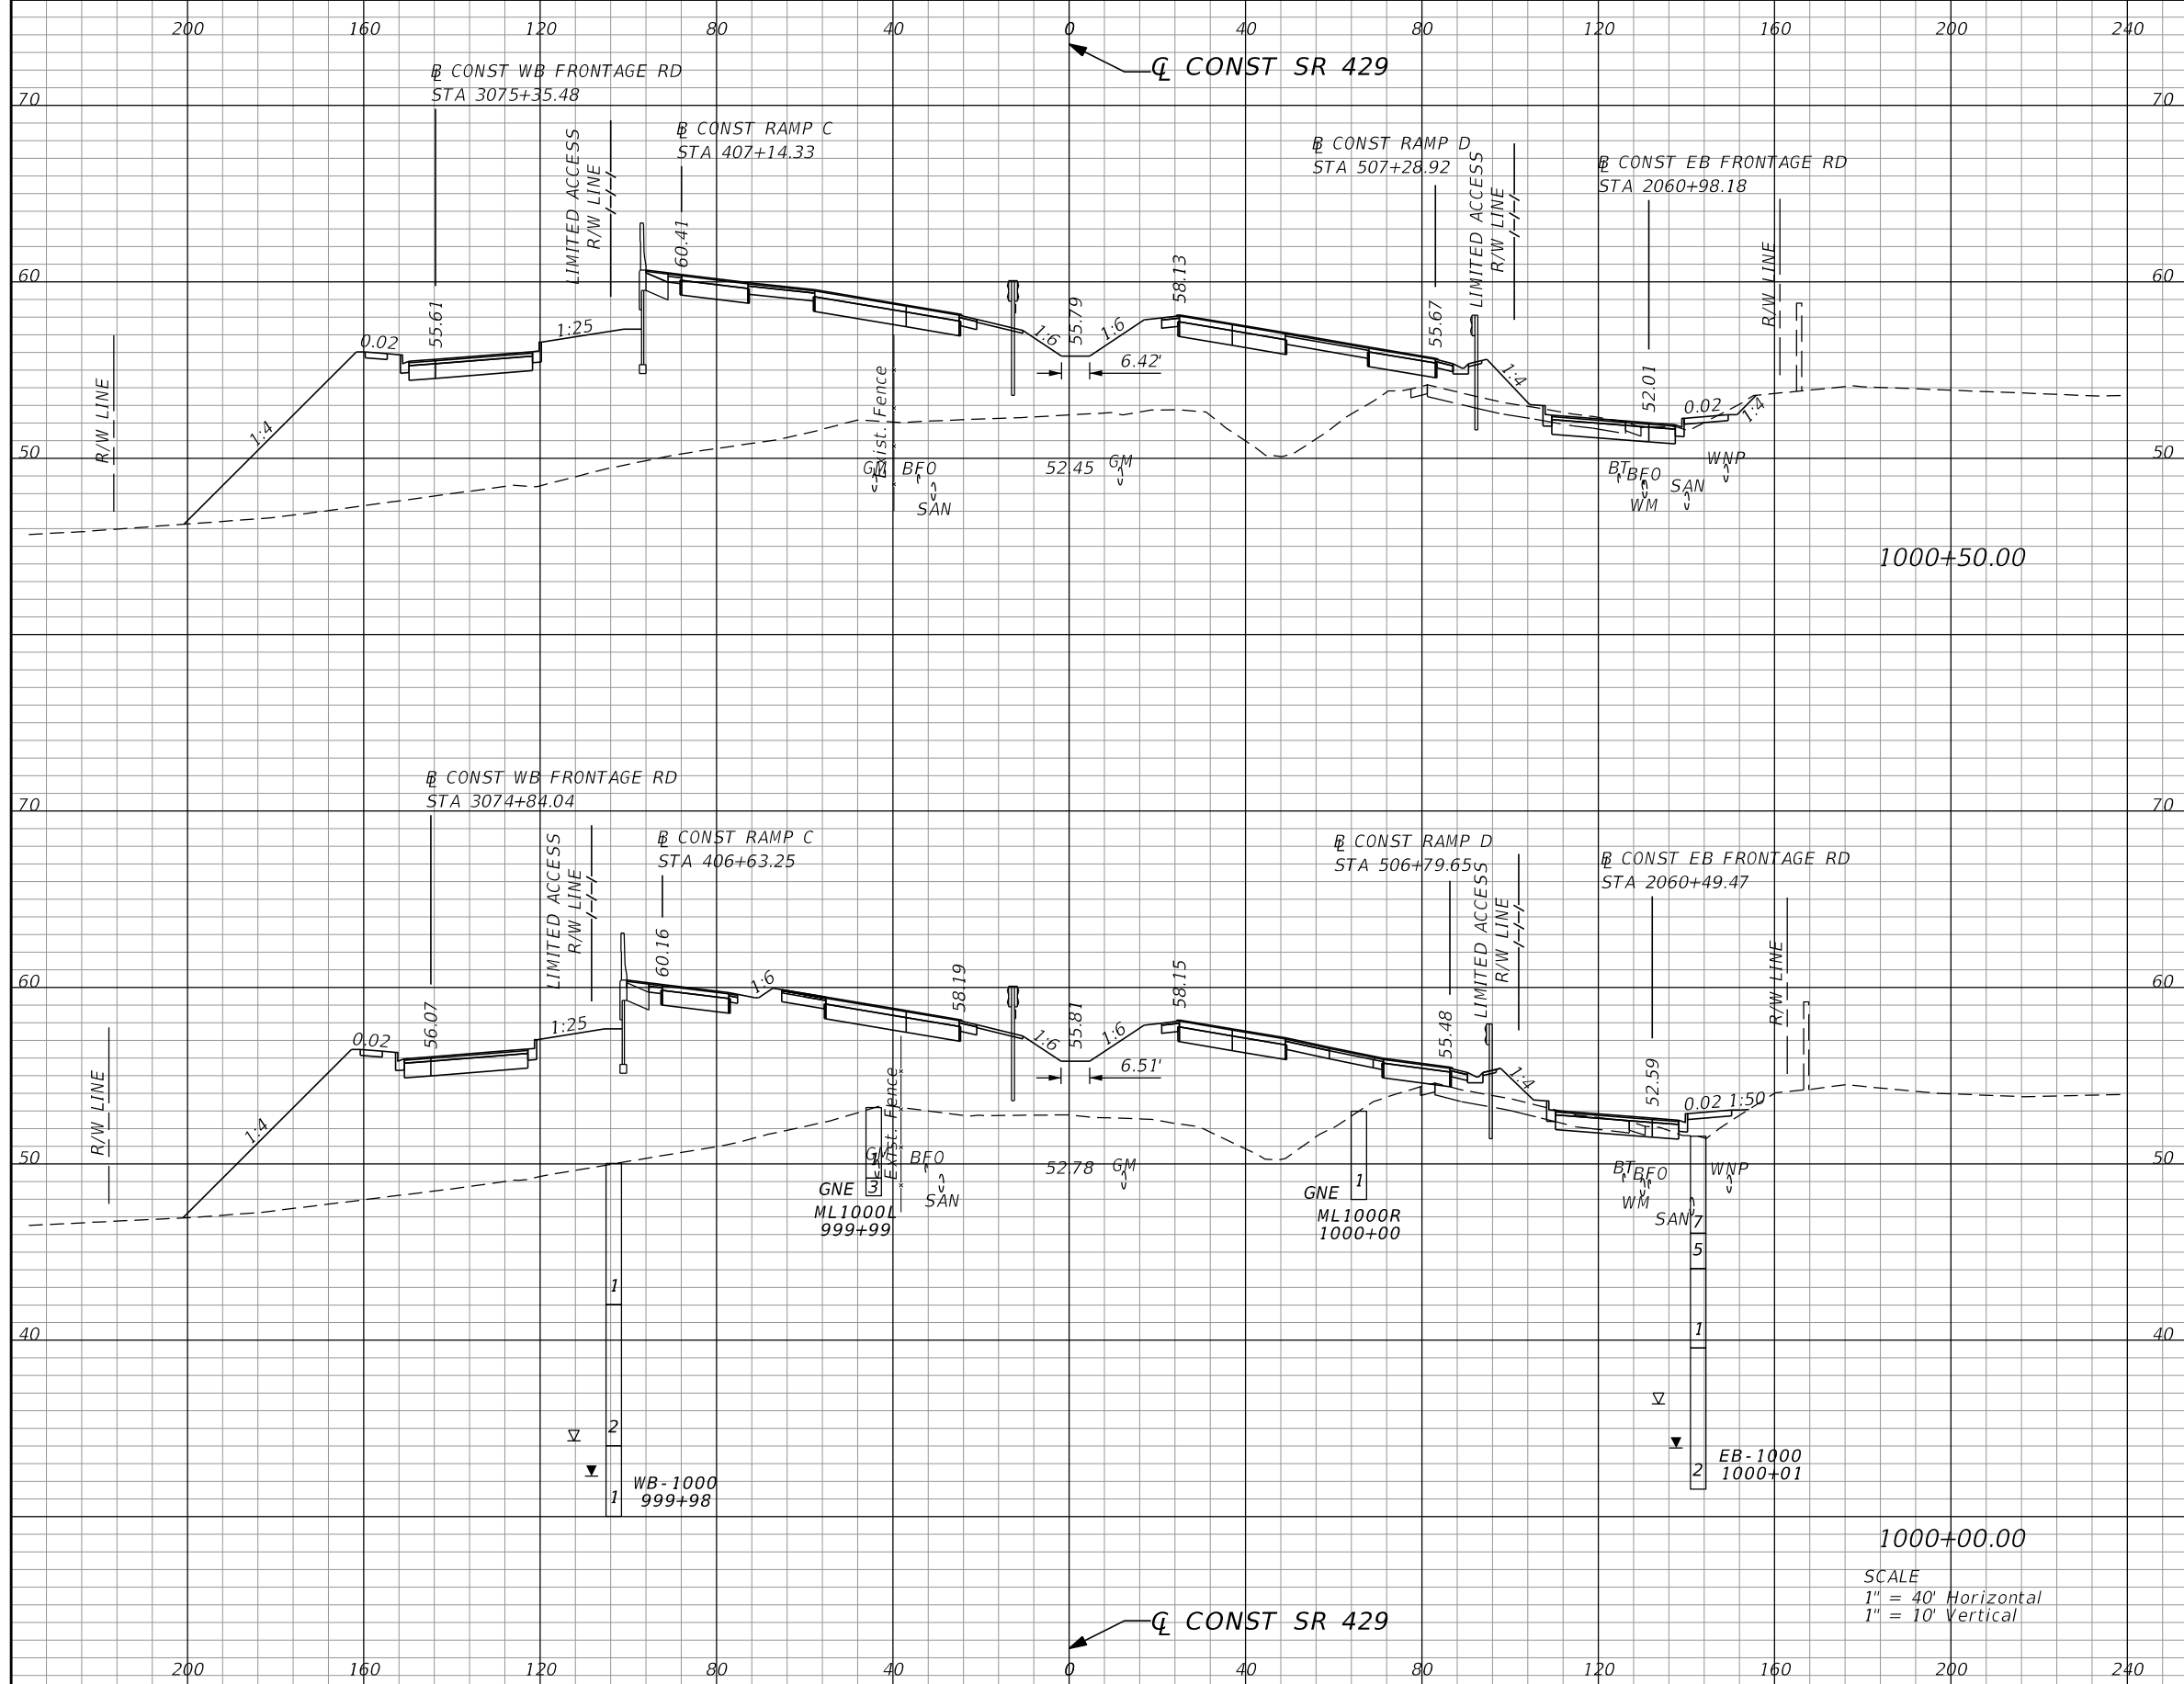 200 160 120 80 40 0 40 80 120 160 200 240
℄ CONST SR 429
70 70
60 60
50 50
BL CONST WB FRONTAGE RD
STA 3075+35.48
LIMITED ACCESS
R/W LINE
BL CONST RAMP C
STA 407+14.33
BL CONST RAMP D
STA 507+28.92
LIMITED ACCESS
R/W LINE
BL CONST EB FRONTAGE RD
STA 2060+98.18
R/W LINE
R/W LINE
1:4
0.02
55.61
1:25
60.41
Exist. Fence
1:6
55.79
1:6
6.42'
58.13
55.67
1:4
52.01
0.02
1:4
GM
BFO
SAN
52.45
GM
BT
BFO
WM
SAN
WNP
1000+50.00
70 70
60 60
50 50
40 40
BL CONST WB FRONTAGE RD
STA 3074+84.04
LIMITED ACCESS
R/W LINE
BL CONST RAMP C
STA 406+63.25
BL CONST RAMP D
STA 506+79.65
LIMITED ACCESS
R/W LINE
BL CONST EB FRONTAGE RD
STA 2060+49.47
R/W LINE
R/W LINE
1:4
0.02
56.07
1:25
60.16
1:6
58.19
Exist. Fence
1:6
55.81
1:6
6.51'
58.15
55.48
1:4
52.59
0.02 1:50
GM
1
3
GNE
ML1000L
999+99
BFO
SAN
52.78
GM
GNE
1
ML1000R
1000+00
BT
BFO
WM
SAN
WNP
7
5
1
2
EB-1000
1000+01
1
2
1
WB-1000
999+98
1000+00.00
SCALE
1" = 40' Horizontal
1" = 10' Vertical
℄ CONST SR 429
200 160 120 80 40 0 40 80 120 160 200 240